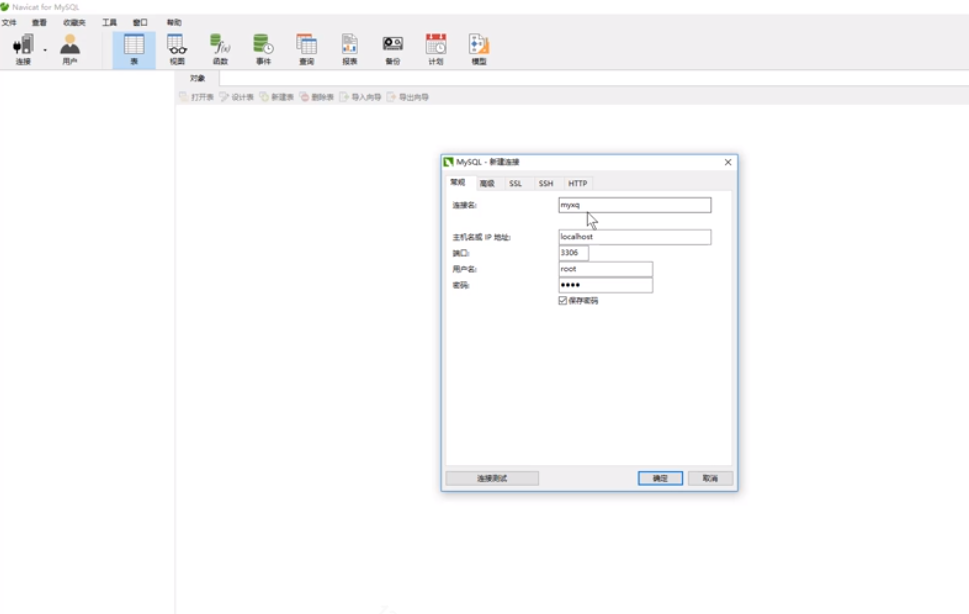 Navicat for MySQL
文件 查看 收藏夹 工具 窗口 帮助
连接 用户 表 视图 函数 事件 查询 报表 备份 计划 模型
对象
打开表 设计表 新建表 删除表 导入向导 导出向导
MySQL - 新建连接
常规 高级 SSL SSH HTTP
连接名: myxq
主机名或 IP 地址: localhost
端口: 3306
用户名: root
密码: ●●●●
保存密码
连接测试 确定 取消